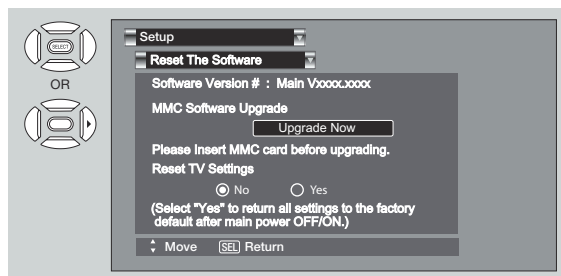 SELECT
OR
Setup
Reset The Software
Software Version # : Main Vxxxx.xxxx
MMC Software Upgrade
Upgrade Now
Please Insert MMC card before upgrading.
Reset TV Settings
No Yes
(Select "Yes" to return all settings to the factory
default after main power OFF/ON.)
Move SEL Return